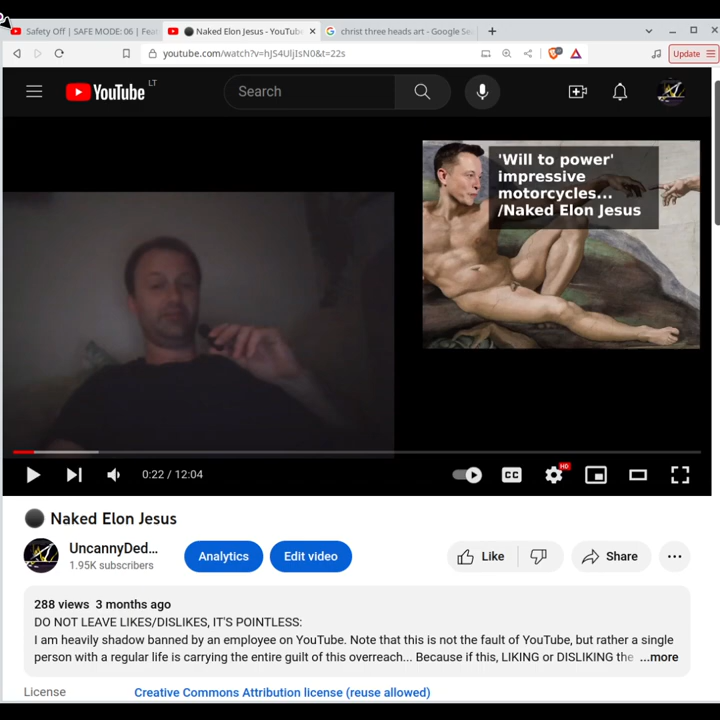 Safety Off | SAFE MODE: 06 | Feat
Naked Elon Jesus - YouTube
christ three heads art - Google Se
youtube.com/watch?v=hJS4UljIsN0&t=22s
Update
YouTube LT
Search
'Will to power'
impressive
motorcycles...
/Naked Elon Jesus
0:22 / 12:04
CC
HD
Naked Elon Jesus
UncannyDed...
1.95K subscribers
Analytics
Edit video
Like
Share
288 views 3 months ago
DO NOT LEAVE LIKES/DISLIKES, IT'S POINTLESS:
I am heavily shadow banned by an employee on YouTube. Note that this is not the fault of YouTube, but rather a single
person with a regular life is carrying the entire guilt of this overreach... Because if this, LIKING or DISLIKING the ...more
License
Creative Commons Attribution license (reuse allowed)